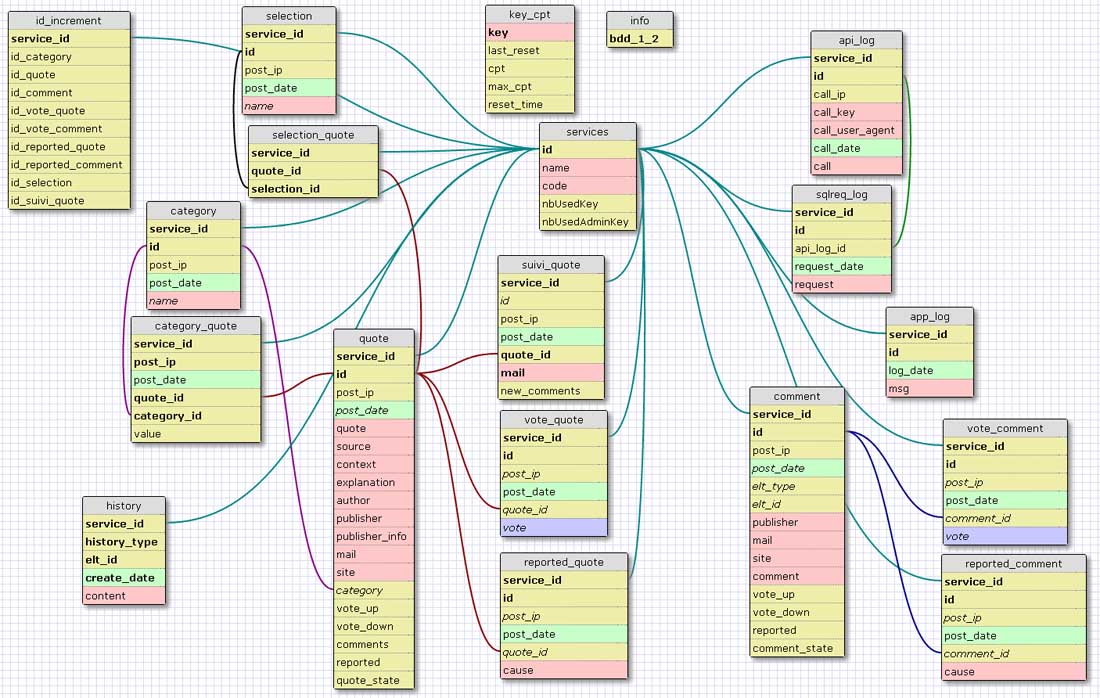 id_increment
service_id
id_category
id_quote
id_comment
id_vote_quote
id_vote_comment
id_reported_quote
id_reported_comment
id_selection
id_suivi_quote
selection
service_id
id
post_ip
post_date
name
key_cpt
key
last_reset
cpt
max_cpt
reset_time
info
bdd_1_2
api_log
service_id
id
call_ip
call_key
call_user_agent
call_date
call
selection_quote
service_id
quote_id
selection_id
services
id
name
code
nbUsedKey
nbUsedAdminKey
sqlreq_log
service_id
id
api_log_id
request_date
request
category
service_id
id
post_ip
post_date
name
suivi_quote
service_id
id
post_ip
post_date
quote_id
mail
new_comments
app_log
service_id
id
log_date
msg
category_quote
service_id
post_ip
post_date
quote_id
category_id
value
quote
service_id
id
post_ip
post_date
quote
source
context
explanation
author
publisher
publisher_info
mail
site
category
vote_up
vote_down
comments
reported
quote_state
vote_quote
service_id
id
post_ip
post_date
quote_id
vote
comment
service_id
id
post_ip
post_date
elt_type
elt_id
publisher
mail
site
comment
vote_up
vote_down
reported
comment_state
vote_comment
service_id
id
post_ip
post_date
comment_id
vote
history
service_id
history_type
elt_id
create_date
content
reported_quote
service_id
id
post_ip
post_date
quote_id
cause
reported_comment
service_id
id
post_ip
post_date
comment_id
cause